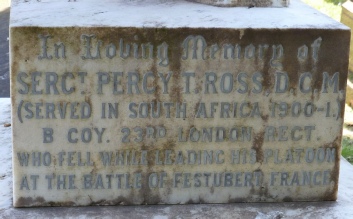 In Loving Memory of
SERGT. PERCY T. ROSS, D.C.M.
(SERVED IN SOUTH AFRICA, 1900-1.)
B COY. 23RD LONDON REGT.
WHO FELL WHILE LEADING HIS PLATOON
AT THE BATTLE OF FESTUBERT, FRANCE